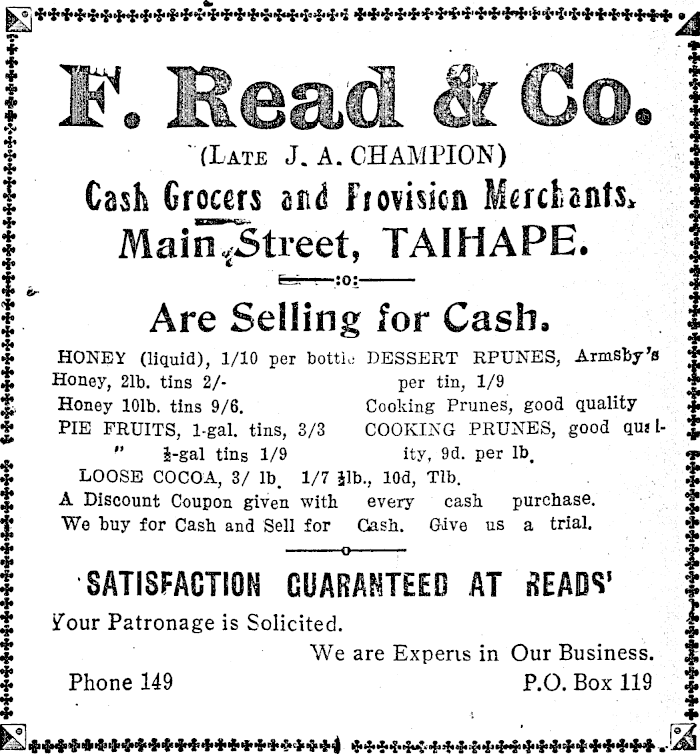 F. Read & Co.
(LATE J. A. CHAMPION)
Cash Grocers and Provision Merchants.
Main Street, TAIHAPE.
:o:
Are Selling for Cash.
HONEY (liquid), 1/10 per bottle
Honey, 2lb. tins 2/-
Honey 10lb. tins 9/6.
PIE FRUITS, 1-gal. tins, 3/3
" ½-gal tins 1/9
DESSERT RPUNES, Armsby's
per tin, 1/9
Cooking Prunes, good quality
COOKING PRUNES, good qual-
ity, 9d. per lb.
LOOSE COCOA, 3/ lb. 1/7 ½lb., 10d, Tlb.
A Discount Coupon given with every cash purchase.
We buy for Cash and Sell for Cash. Give us a trial.
o
SATISFACTION GUARANTEED AT READS'
Your Patronage is Solicited.
We are Experts in Our Business.
Phone 149 P.O. Box 119